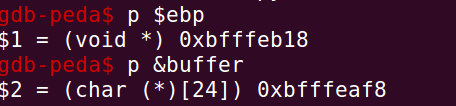 gdb-peda$ p $ebp
$1 = (void *) 0xbfffeb18
gdb-peda$ p &buffer
$2 = (char (*)[24]) 0xbfffeaf8